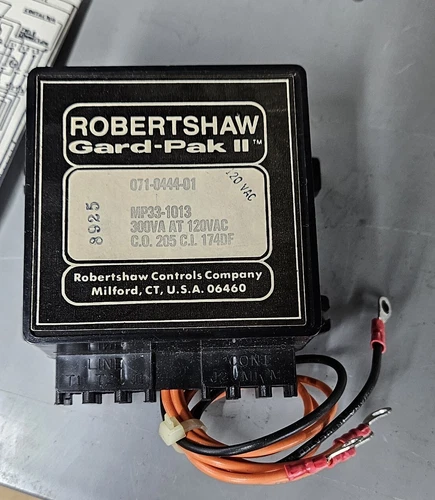 ROBERTSHAW
Gard-Pak II™
071-0444-01
120 VAC
8925
MP33-1013
300VA AT 120VAC
C.O. 205 C.I. 174DF
Robertshaw Controls Company
Milford, CT, U.S.A. 06460
LINE